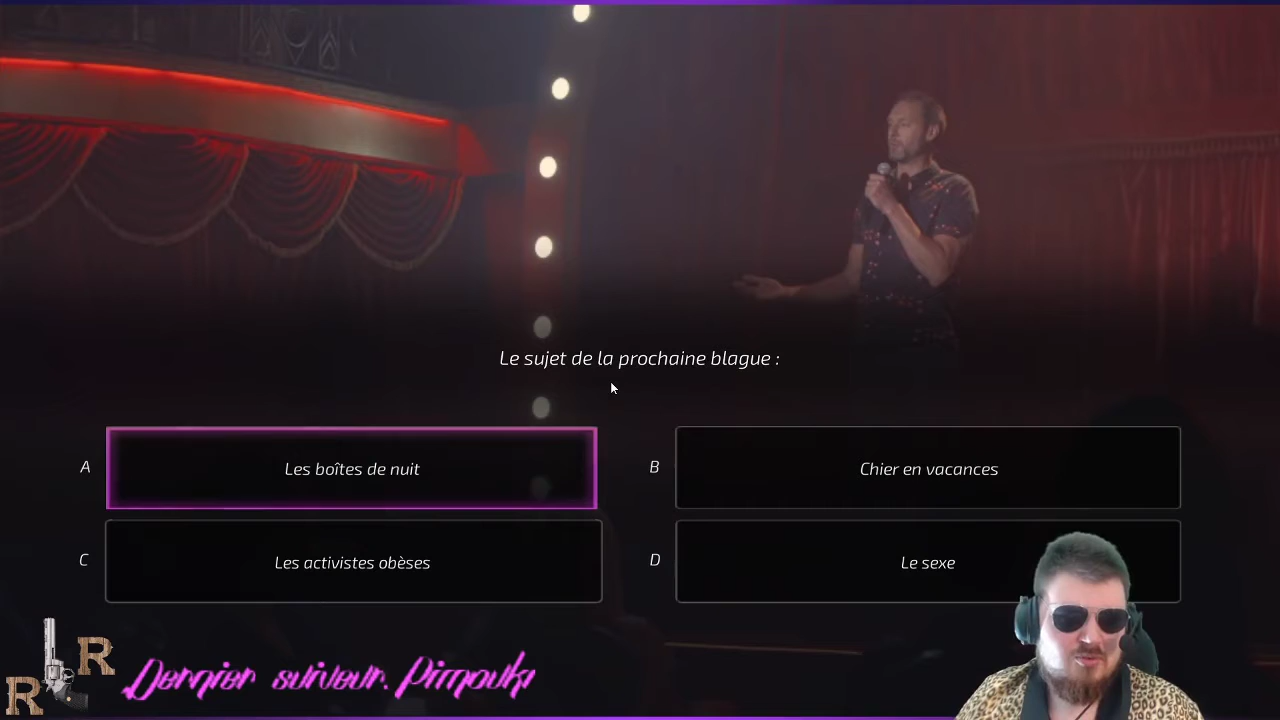 Le sujet de la prochaine blague :
A
Les boîtes de nuit
B
Chier en vacances
C
Les activistes obèses
D
Le sexe
R R
Dernier suiveur: Pimouki